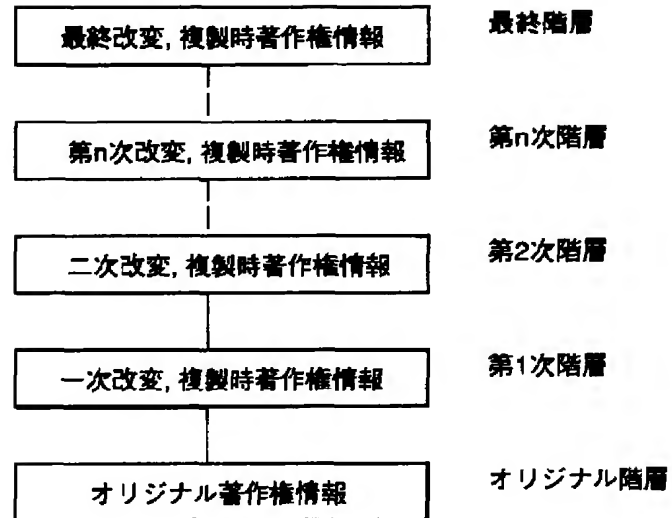 最終改変, 複製時著作権情報 最終階層
第n次改変, 複製時著作権情報 第n次階層
二次改変, 複製時著作権情報 第2次階層
一次改変, 複製時著作権情報 第1次階層
オリジナル著作権情報 オリジナル階層